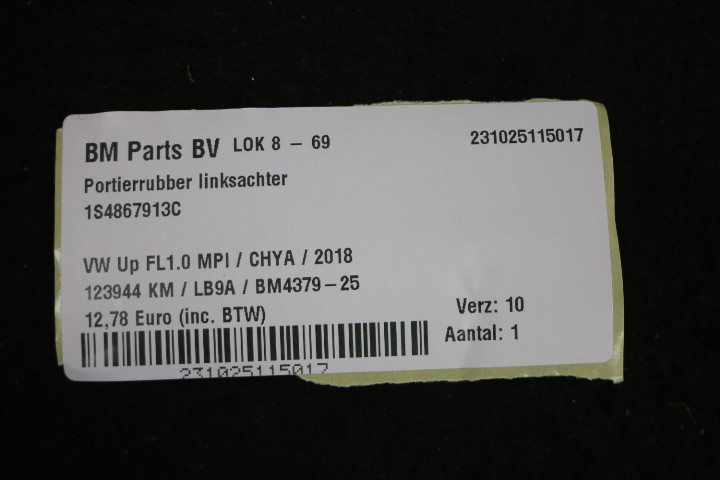 BM Parts BV LOK 8 - 69 231025115017
Portierrubber linksachter
1S4867913C
VW Up FL1.0 MPI / CHYA / 2018
123944 KM / LB9A / BM4379-25
12,78 Euro (inc. BTW)
Verz: 10
Aantal: 1
231025115017